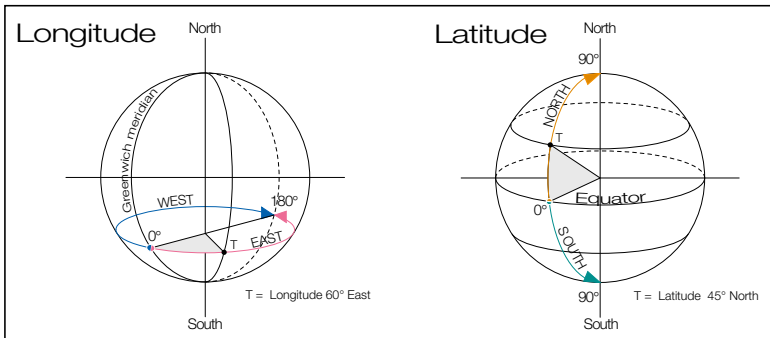 Longitude
North
Greenwich meridian
WEST
180°
0°
T
EAST
T = Longitude 60° East
South
Latitude
North
90°
NORTH
T
Equator
0°
SOUTH
90°
T = Latitude 45° North
South